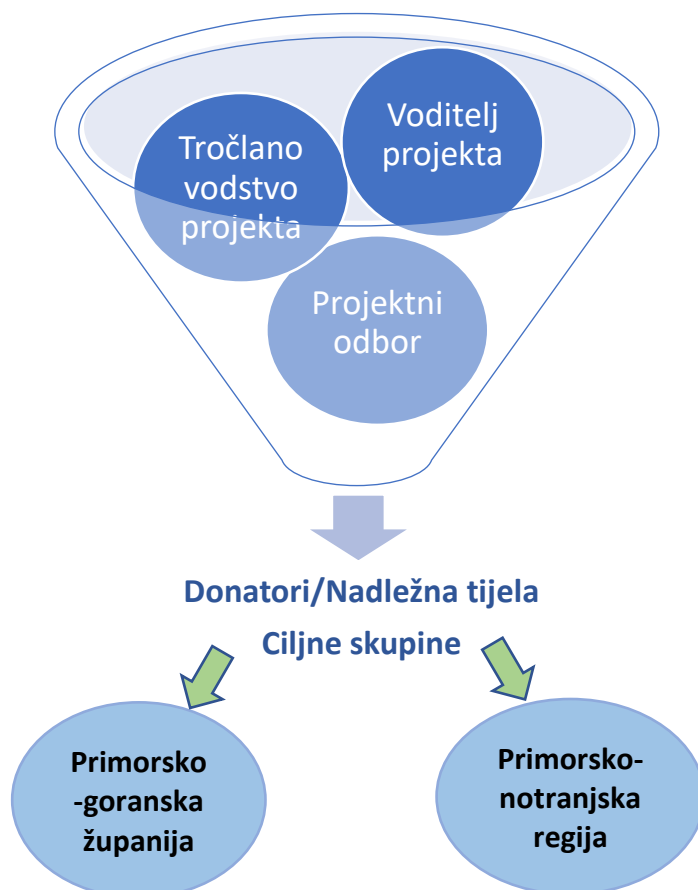 Tročlano
vodstvo
projekta
Voditelj
projekta
Projektni
odbor
Donatori/Nadležna tijela
Ciljne skupine
Primorsko
-goranska
županija
Primorsko-
notranjska
regija